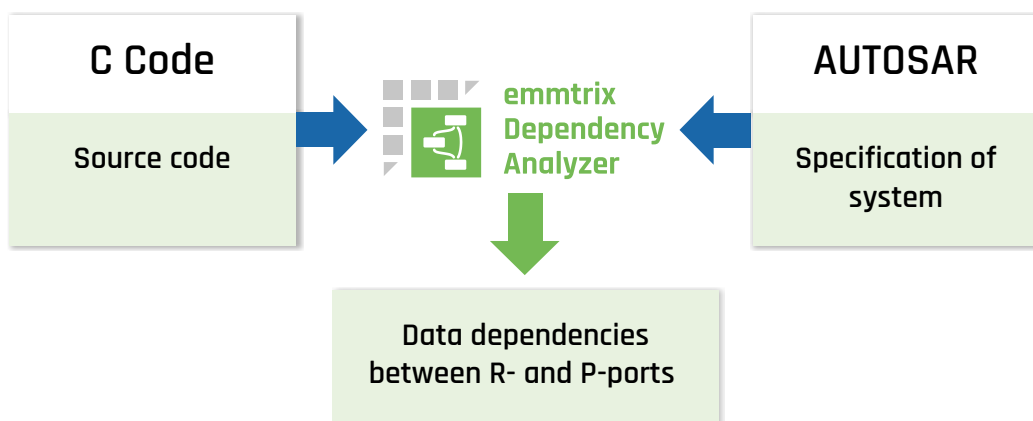 C Code
Source code
emmtrix
Dependency
Analyzer
AUTOSAR
Specification of
system
Data dependencies
between R- and P-ports